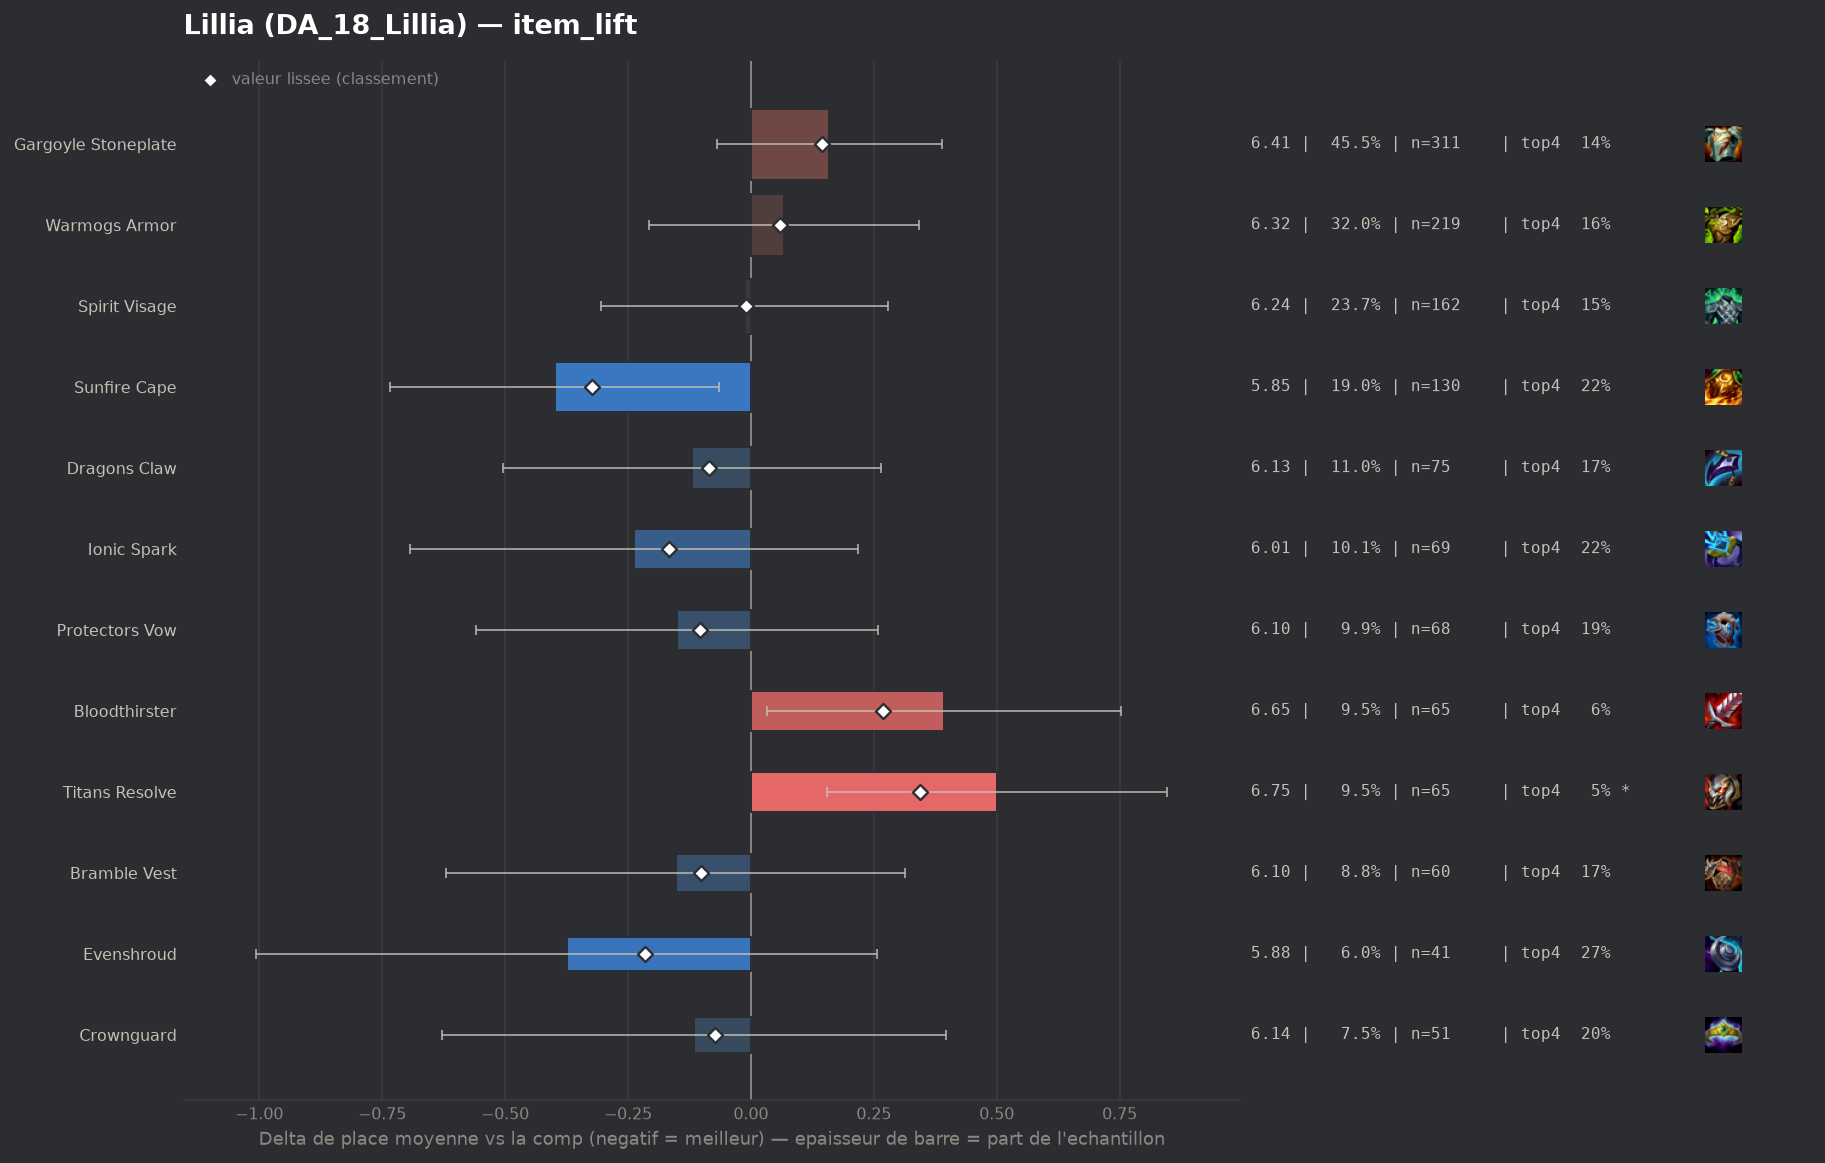 Lillia (DA_18_Lillia) — item_lift
valeur lissee (classement)
Gargoyle Stoneplate 6.41 | 45.5% | n=311 | top4 14%
Warmogs Armor 6.32 | 32.0% | n=219 | top4 16%
Spirit Visage 6.24 | 23.7% | n=162 | top4 15%
Sunfire Cape 5.85 | 19.0% | n=130 | top4 22%
Dragons Claw 6.13 | 11.0% | n=75 | top4 17%
Ionic Spark 6.01 | 10.1% | n=69 | top4 22%
Protectors Vow 6.10 | 9.9% | n=68 | top4 19%
Bloodthirster 6.65 | 9.5% | n=65 | top4 6%
Titans Resolve 6.75 | 9.5% | n=65 | top4 5% *
Bramble Vest 6.10 | 8.8% | n=60 | top4 17%
Evenshroud 5.88 | 6.0% | n=41 | top4 27%
Crownguard 6.14 | 7.5% | n=51 | top4 20%
−1.00 −0.75 −0.50 −0.25 0.00 0.25 0.50 0.75
Delta de place moyenne vs la comp (negatif = meilleur) — epaisseur de barre = part de l'echantillon